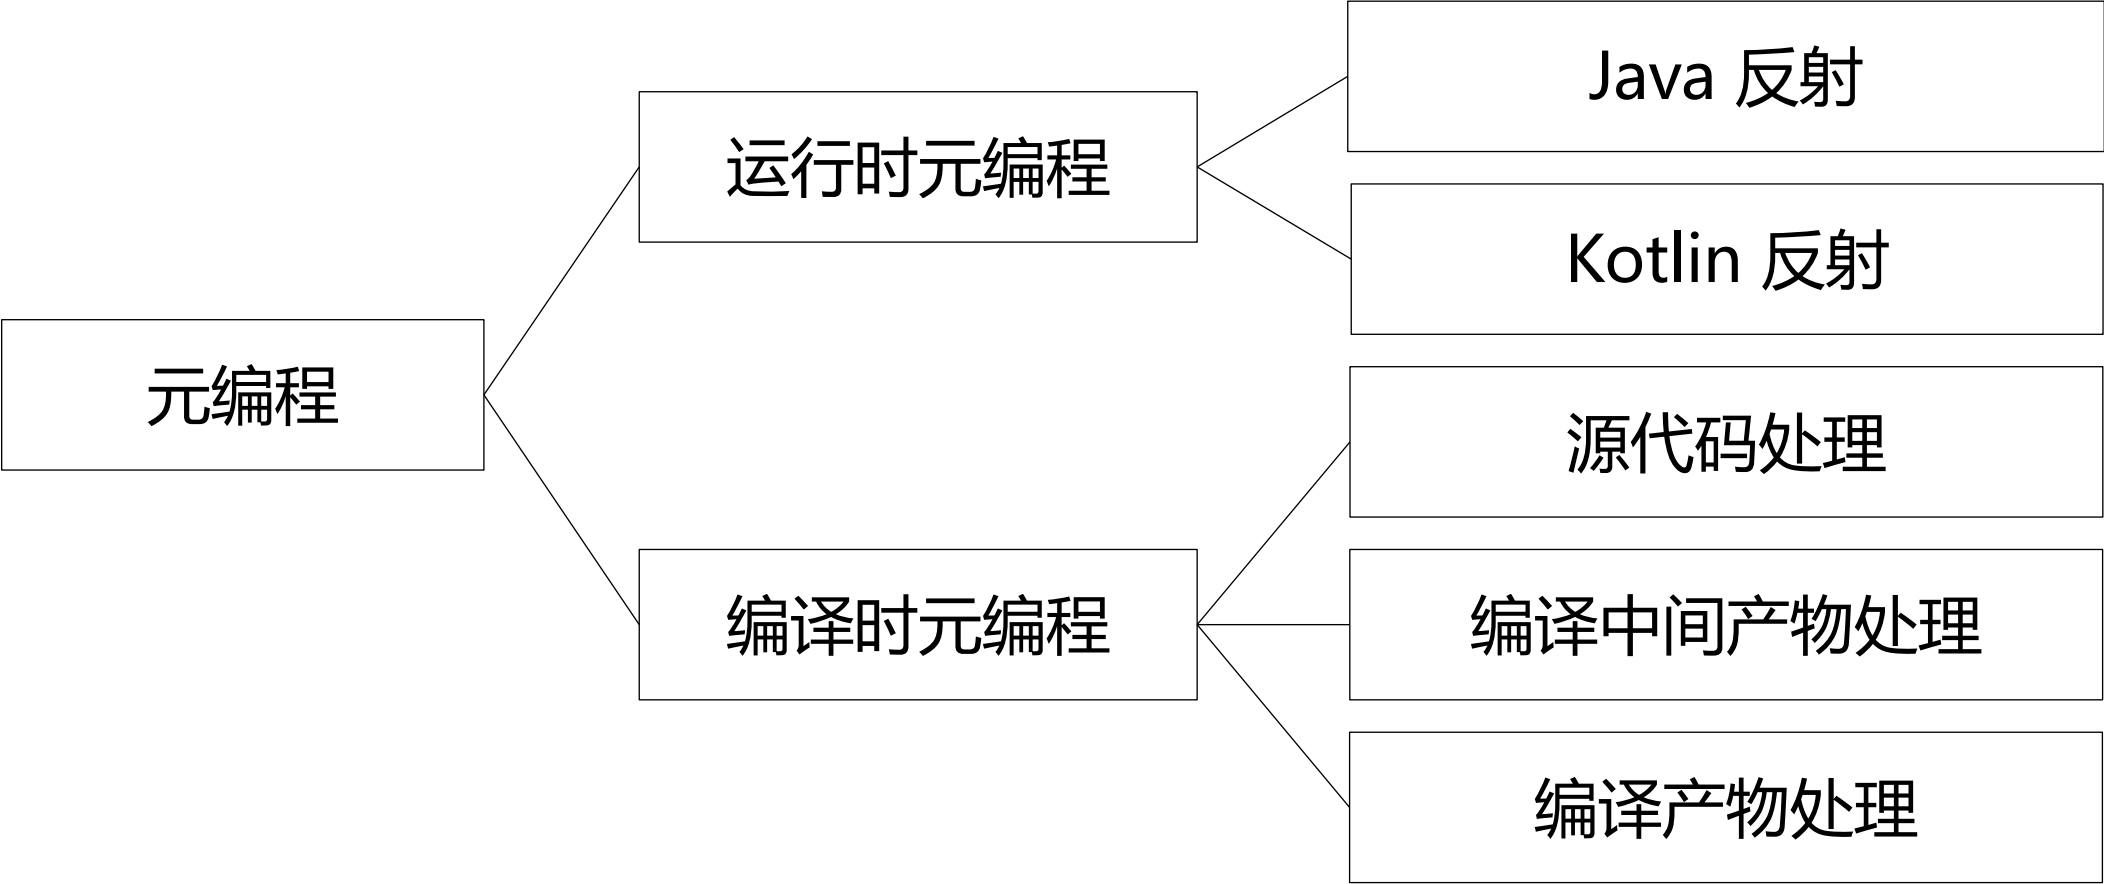 元编程
运行时元编程
Java 反射
Kotlin 反射
编译时元编程
源代码处理
编译中间产物处理
编译产物处理